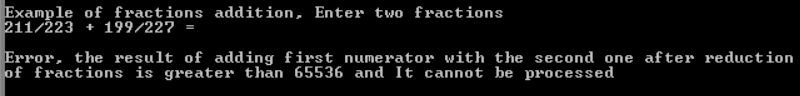 Example of fractions addition, Enter two fractions
211/223 + 199/227 =
Error, the result of adding first numerator with the second one after reduction
of fractions is greater than 65536 and It cannot be processed